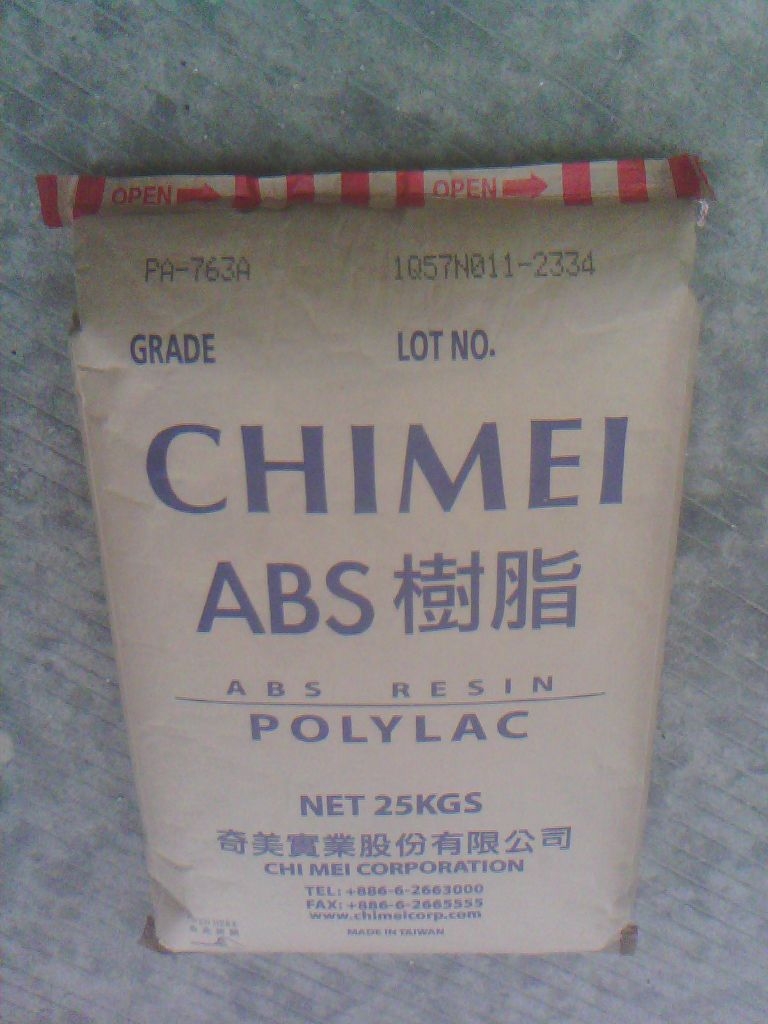 OPEN OPEN
PA-763A 1Q57N011-2334
GRADE LOT NO.
CHIMEI
ABS 樹脂
ABS RESIN
POLYLAC
NET 25KGS
奇美實業股份有限公司
CHI MEI CORPORATION
TEL: +886-6-2663000
FAX: +886-6-2665555
www.chimeicorp.com
MADE IN TAIWAN